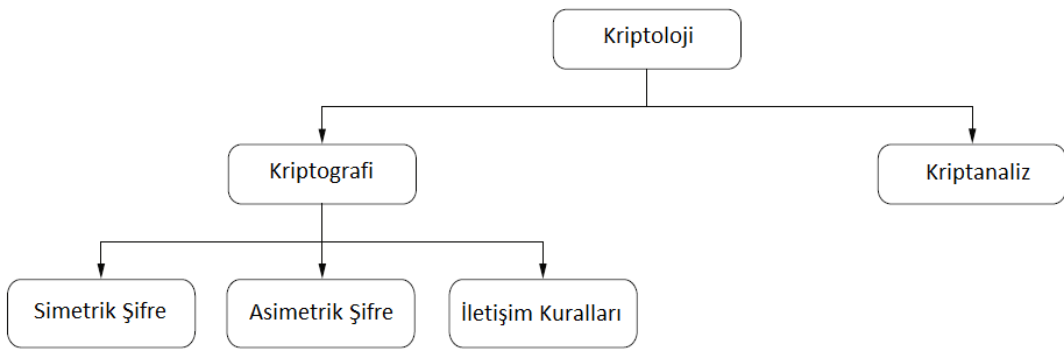 Kriptoloji
Kriptografi
Kriptanaliz
Simetrik Şifre
Asimetrik Şifre
İletişim Kuralları